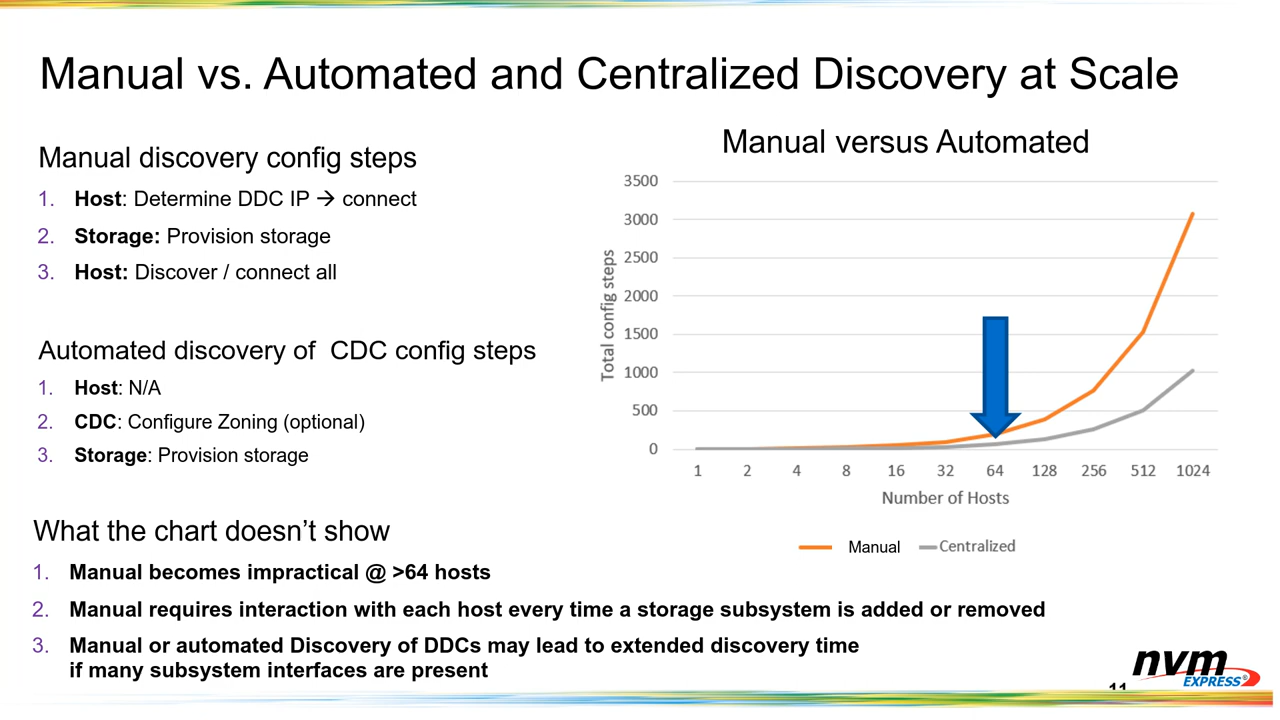 Manual vs. Automated and Centralized Discovery at Scale
Manual discovery config steps
1. Host: Determine DDC IP → connect
2. Storage: Provision storage
3. Host: Discover / connect all
Automated discovery of CDC config steps
1. Host: N/A
2. CDC: Configure Zoning (optional)
3. Storage: Provision storage
Manual versus Automated
Total config steps
3500
3000
2500
2000
1500
1000
500
0
1 2 4 8 16 32 64 128 256 512 1024
Number of Hosts
Manual Centralized
What the chart doesn’t show
1. Manual becomes impractical @ >64 hosts
2. Manual requires interaction with each host every time a storage subsystem is added or removed
3. Manual or automated Discovery of DDCs may lead to extended discovery time
if many subsystem interfaces are present
nvm
EXPRESS®
11